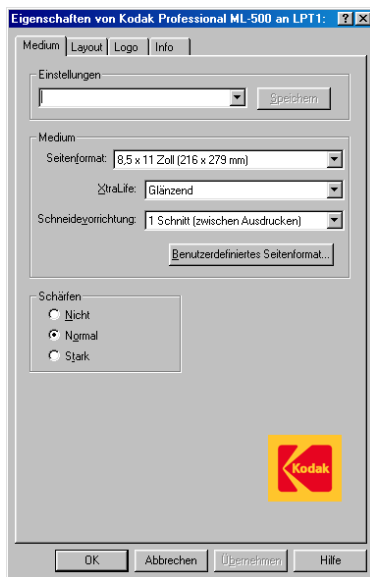 Eigenschaften von Kodak Professional ML-500 an LPT1:
Medium Layout Logo Info
Einstellungen
Speichern
Medium
Seitenformat: 8,5 x 11 Zoll (216 x 279 mm)
XtraLife: Glänzend
Schneidevorrichtung: 1 Schnitt (zwischen Ausdrucken)
Benutzerdefiniertes Seitenformat...
Schärfen
Nicht
Normal
Stark
Kodak
OK Abbrechen Übernehmen Hilfe